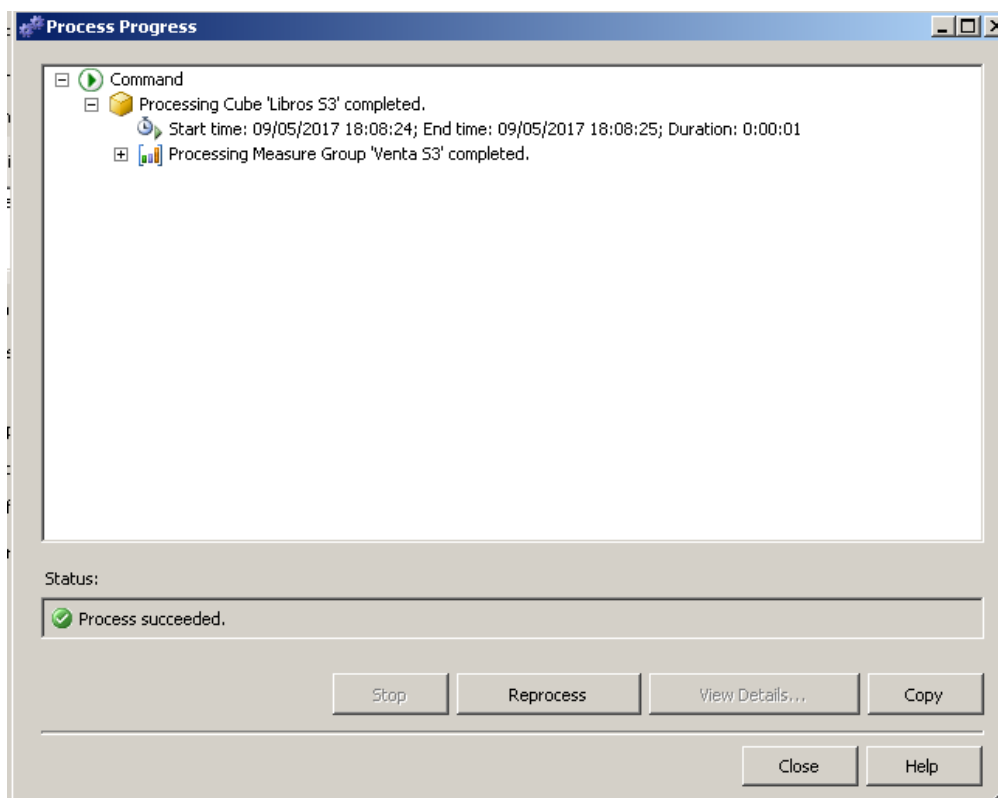 Process Progress
Command
Processing Cube 'Libros S3' completed.
Start time: 09/05/2017 18:08:24; End time: 09/05/2017 18:08:25; Duration: 0:00:01
Processing Measure Group 'Venta S3' completed.
Status:
Process succeeded.
Stop
Reprocess
View Details...
Copy
Close
Help